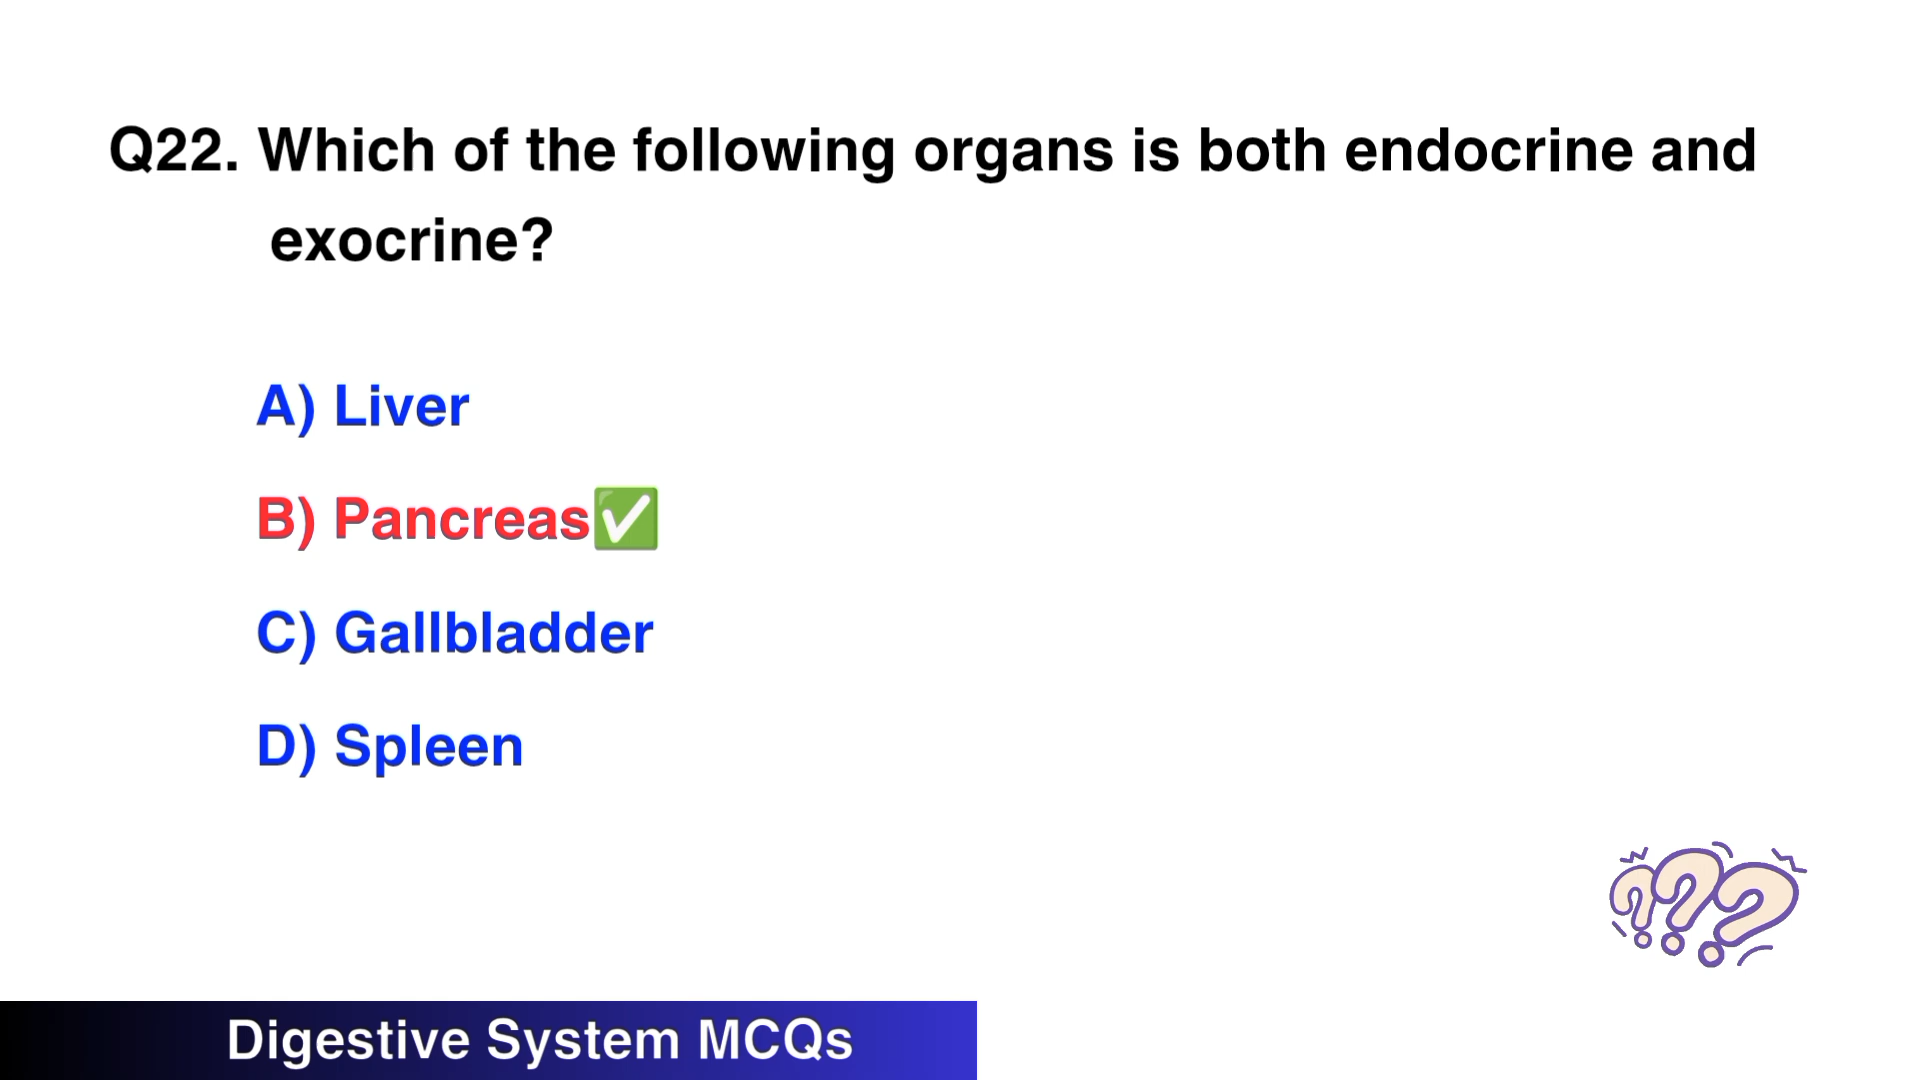 Q22. Which of the following organs is both endocrine and
exocrine?
A) Liver
B) Pancreas✅
C) Gallbladder
D) Spleen
???
Digestive System MCQs